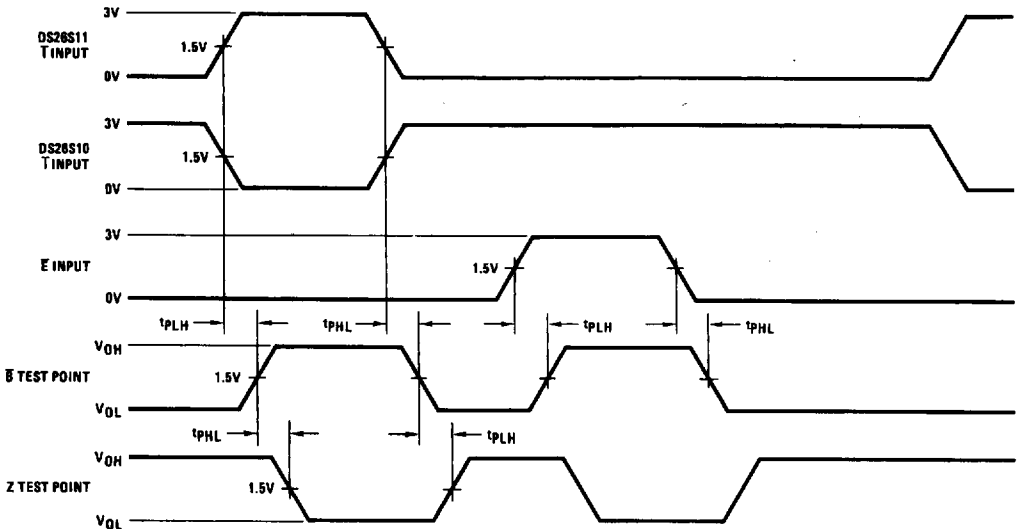 3V
DS26S11
T INPUT
1.5V
0V
3V
DS26S10
T INPUT
1.5V
0V
3V
E̅ INPUT
1.5V
0V
tPLH
tPHL
tPLH
tPHL
VOH
B̅ TEST POINT
1.5V
VOL
tPHL
tPLH
VOH
Z TEST POINT
1.5V
VOL